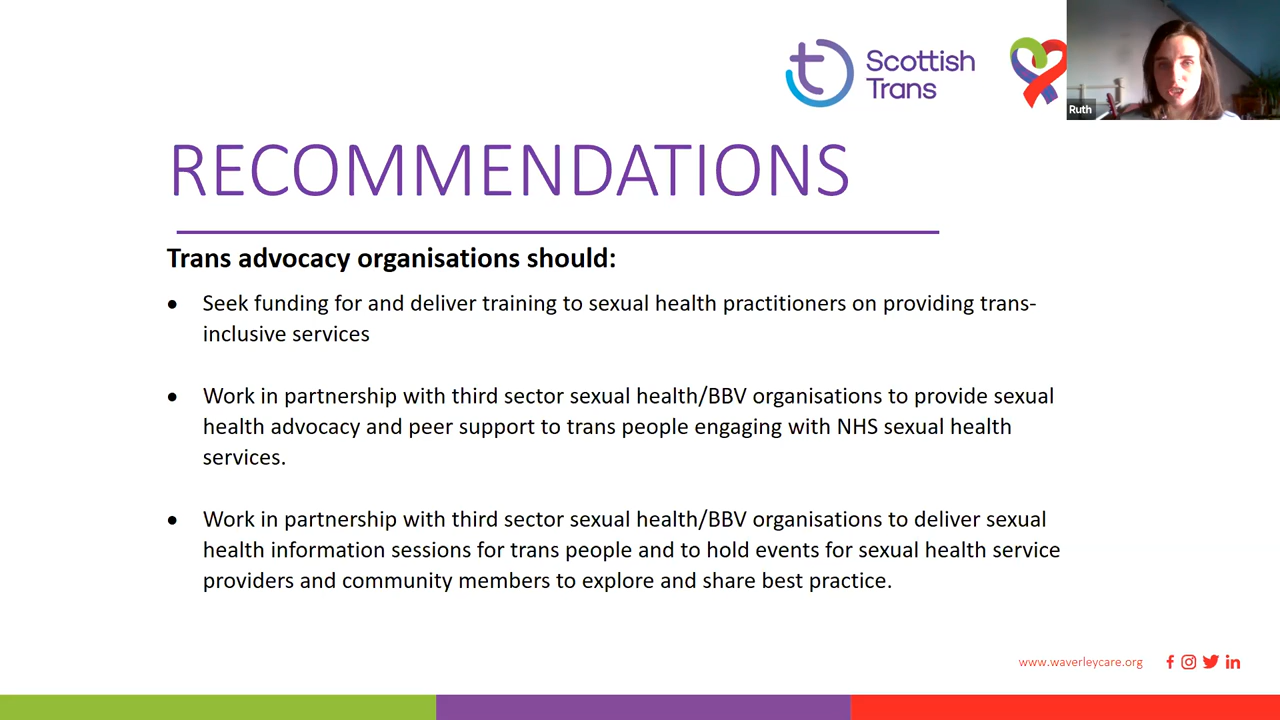 Scottish
Trans
Ruth
RECOMMENDATIONS
Trans advocacy organisations should:
• Seek funding for and deliver training to sexual health practitioners on providing trans-
inclusive services
• Work in partnership with third sector sexual health/BBV organisations to provide sexual
health advocacy and peer support to trans people engaging with NHS sexual health
services.
• Work in partnership with third sector sexual health/BBV organisations to deliver sexual
health information sessions for trans people and to hold events for sexual health service
providers and community members to explore and share best practice.
www.waverleycare.org